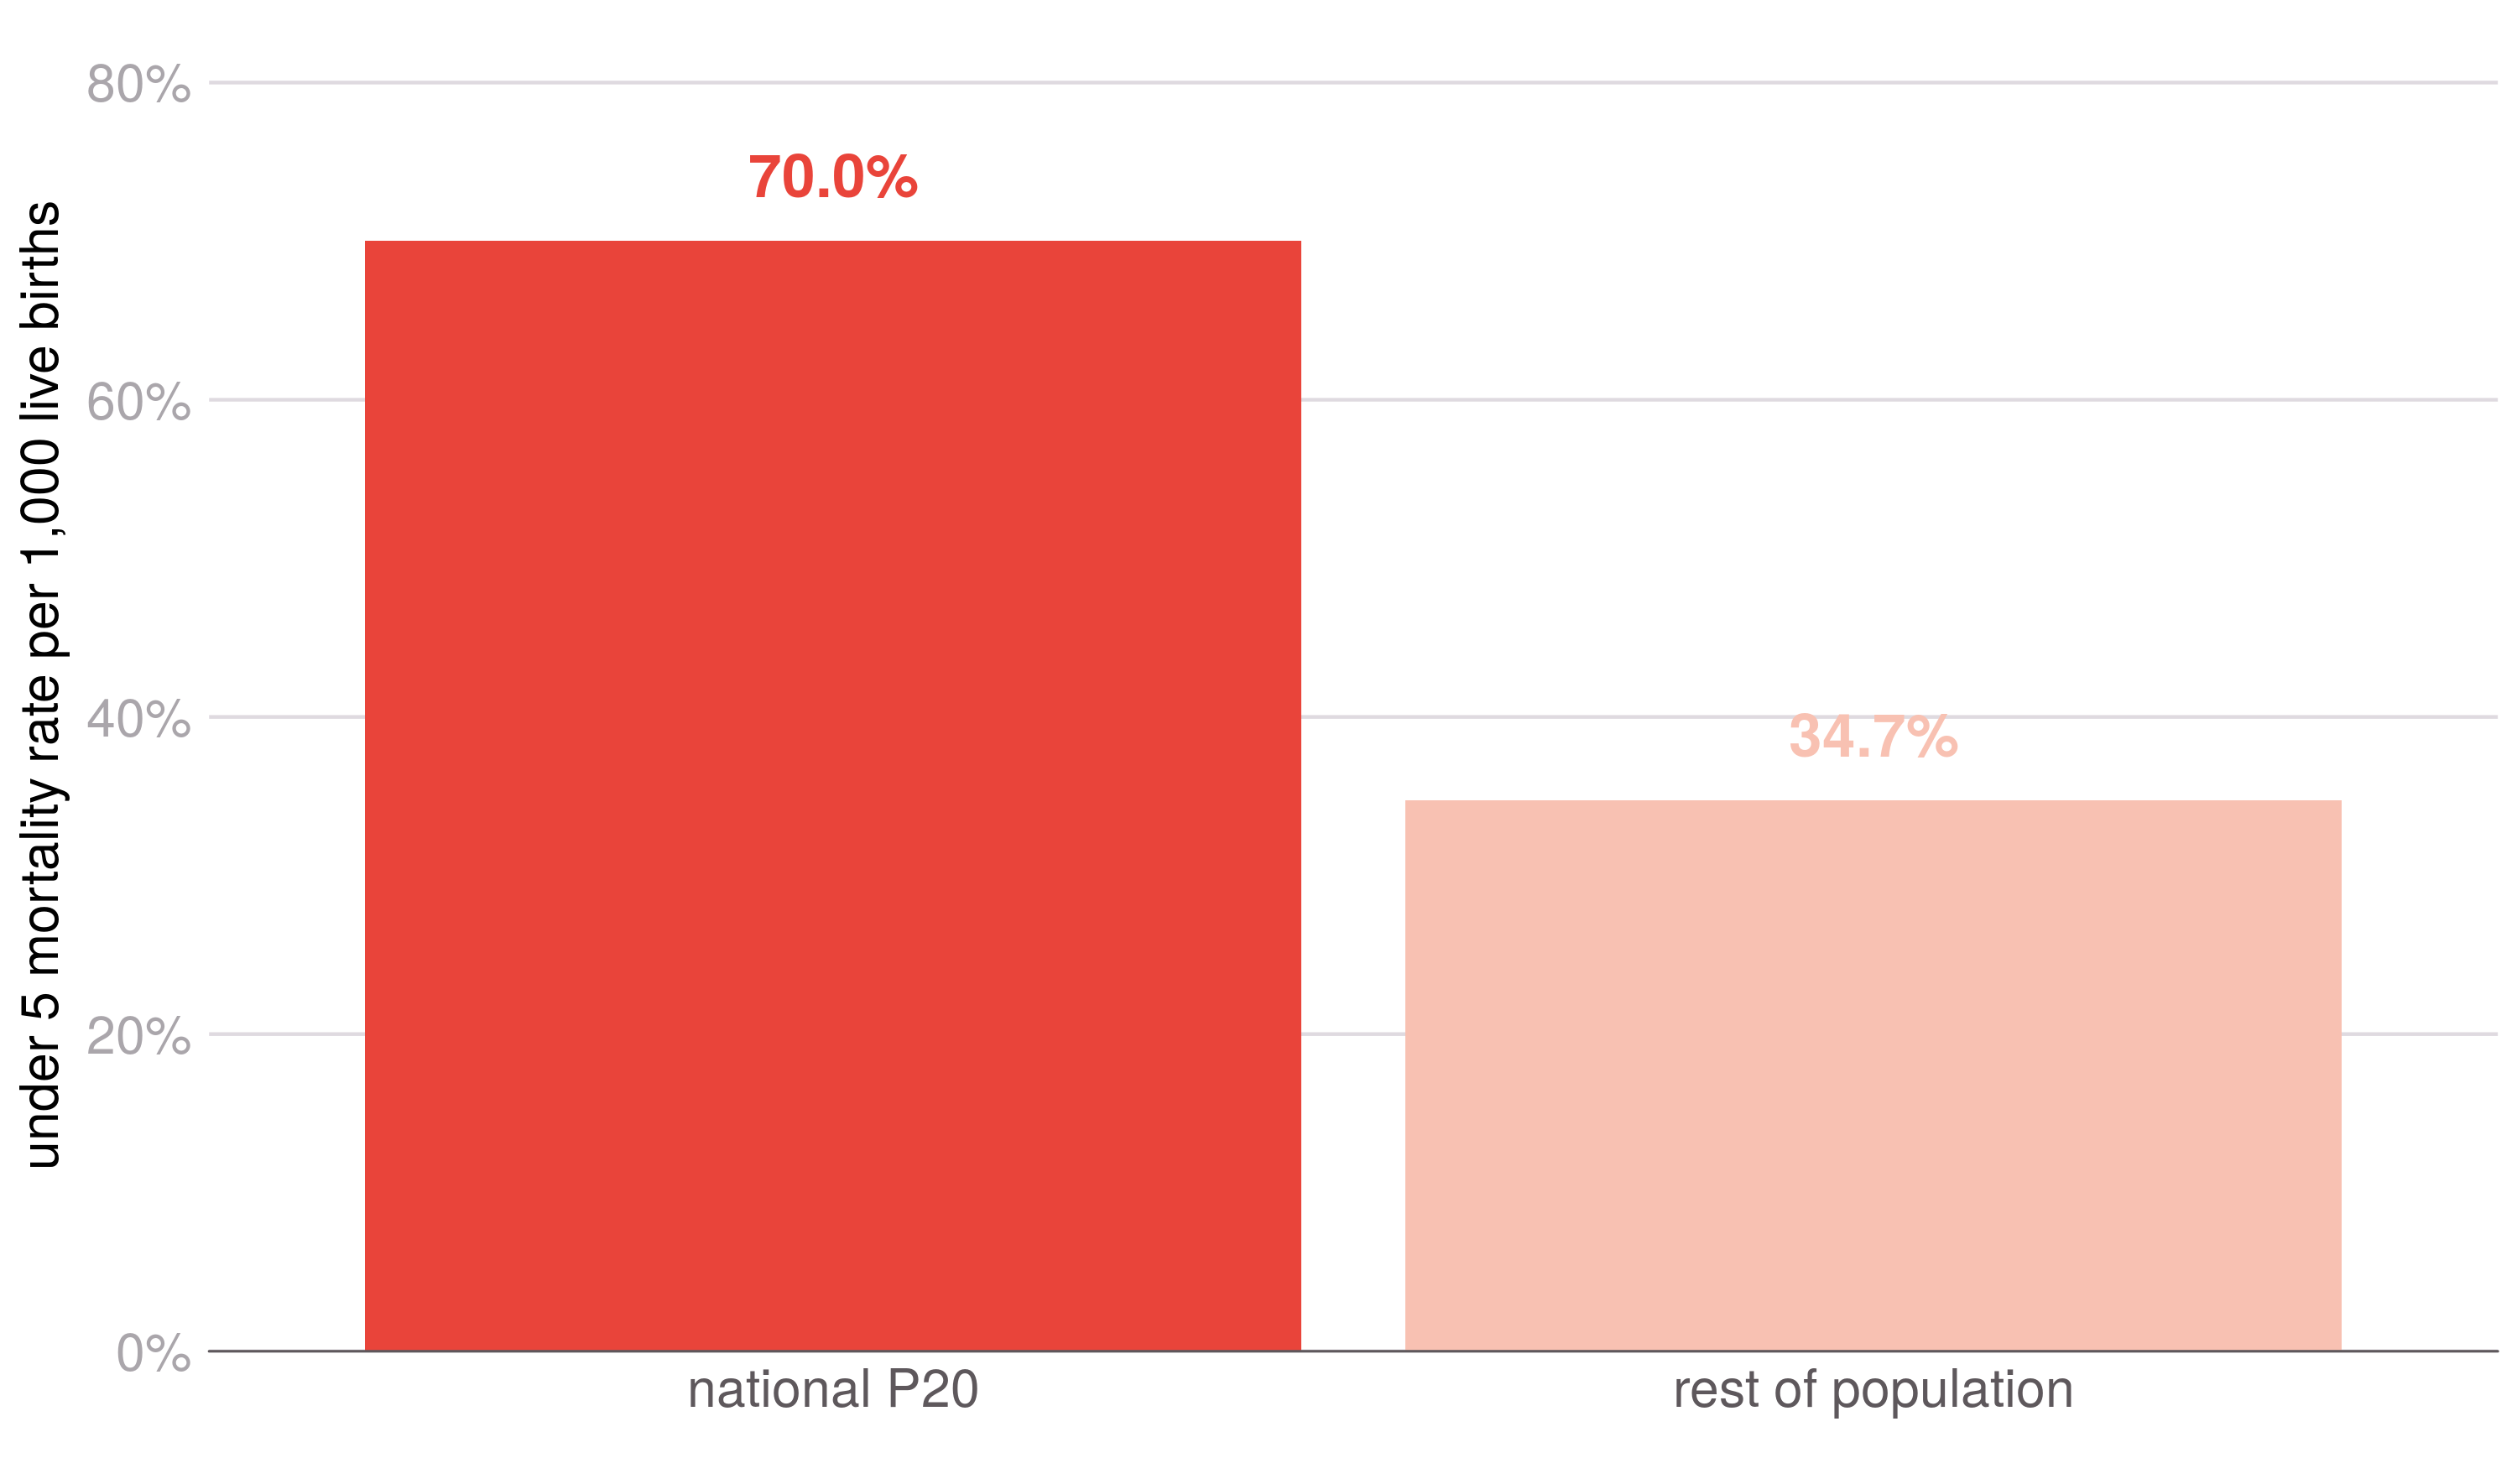 under 5 mortality rate per 1,000 live births
80%
60%
40%
20%
0%
70.0%
34.7%
national P20
rest of population